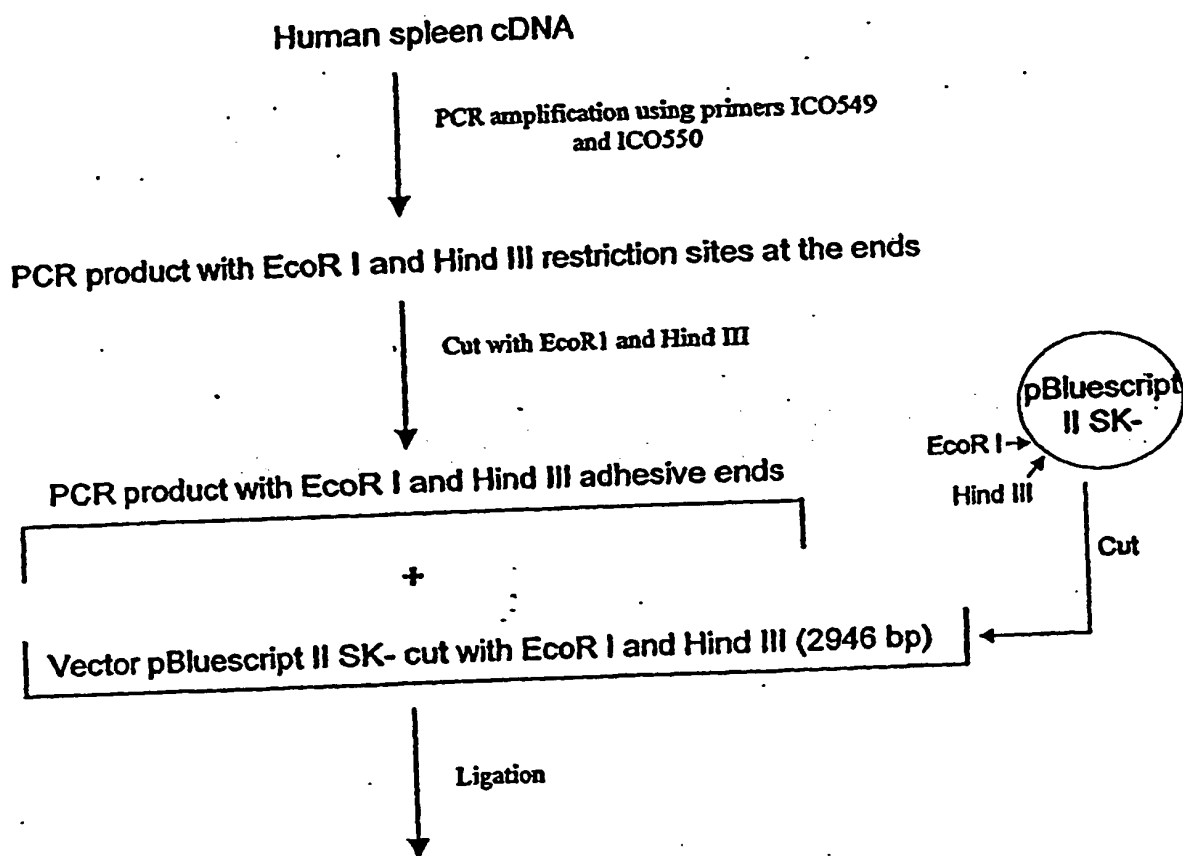 Human spleen cDNA
PCR amplification using primers ICO549
and ICO550
PCR product with EcoR I and Hind III restriction sites at the ends
Cut with EcoR1 and Hind III
pBluescript
II SK-
EcoR I
Hind III
PCR product with EcoR I and Hind III adhesive ends
Cut
+
Vector pBluescript II SK- cut with EcoR I and Hind III (2946 bp)
Ligation